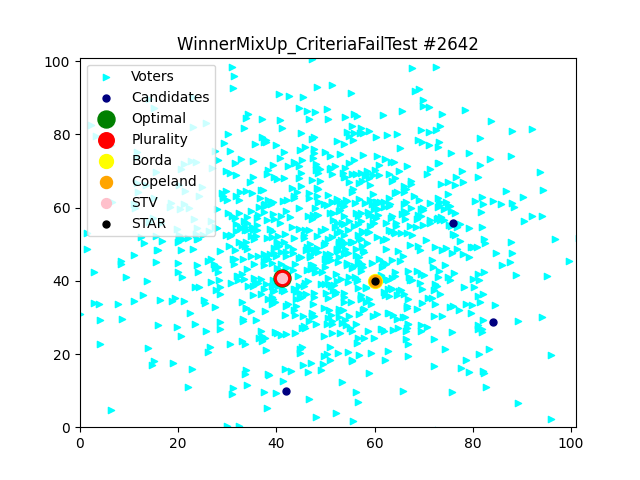 WinnerMixUp_CriteriaFailTest #2642
Voters
Candidates
Optimal
Plurality
Borda
Copeland
STV
STAR
100
80
60
40
20
0
0 20 40 60 80 100